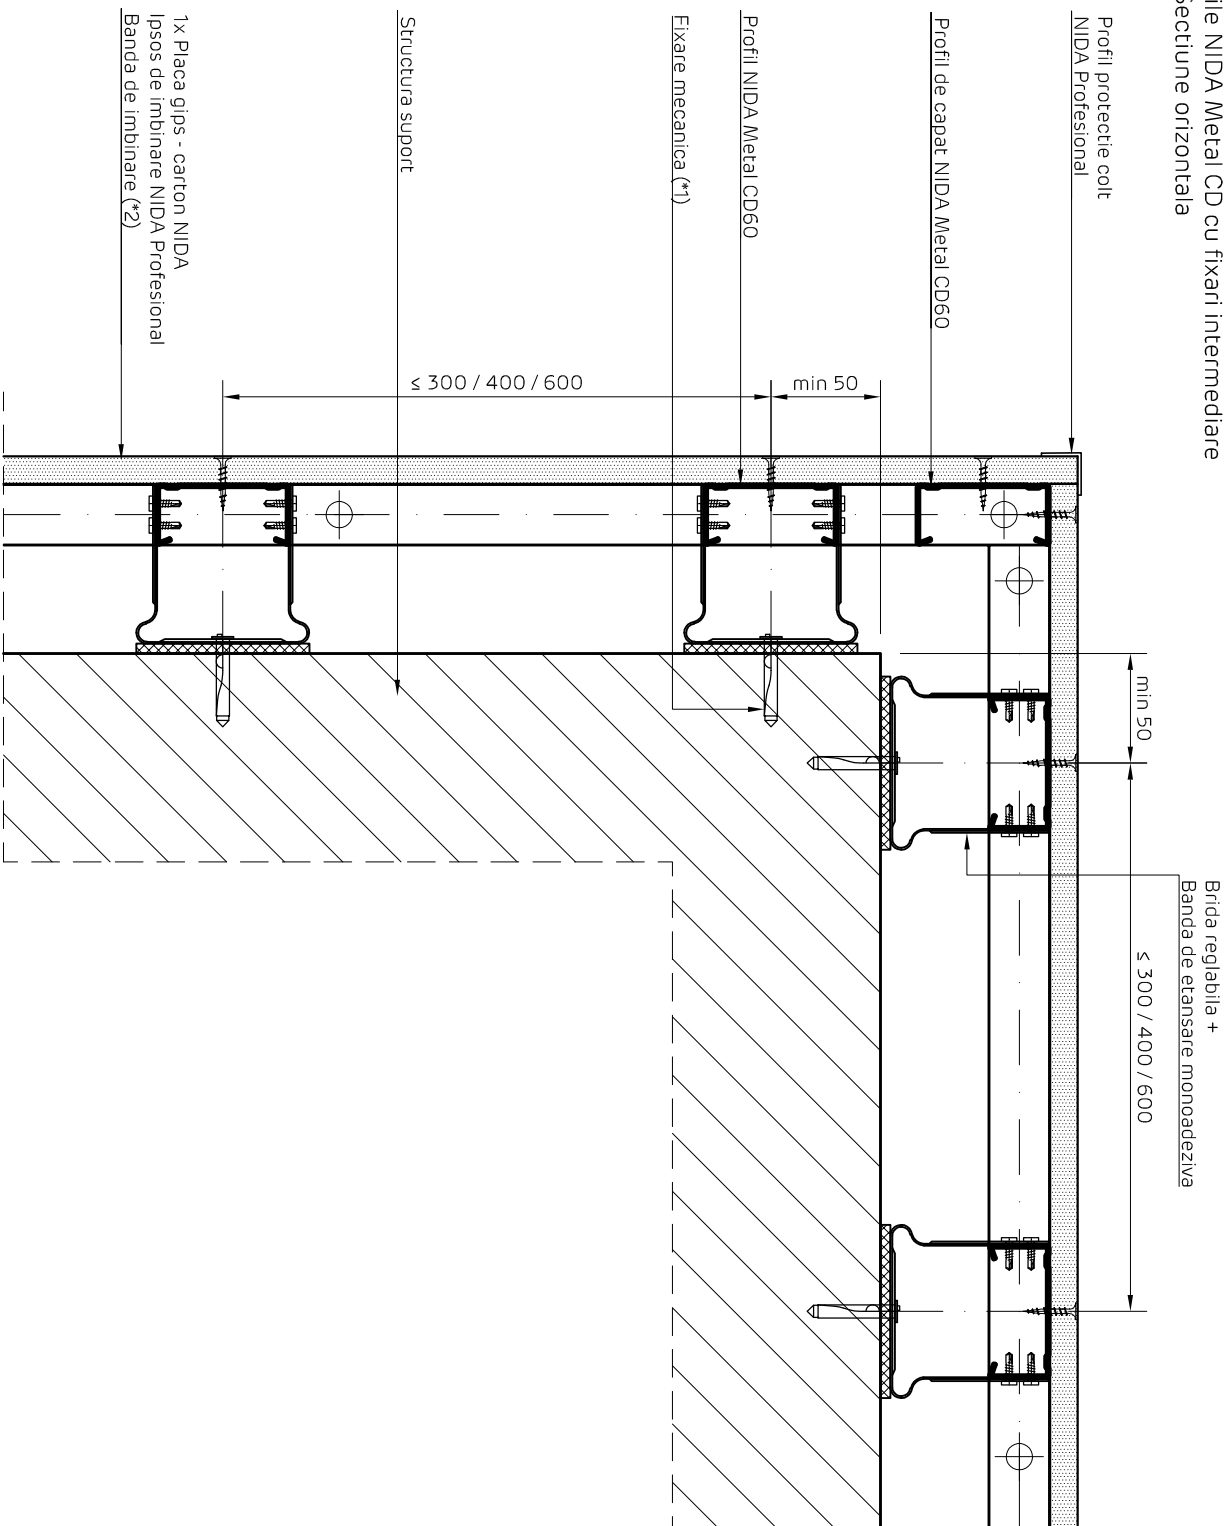 ile NIDA Metal CD cu fixari intermediare
Sectiune orizontala
Profil protectie colt
NIDA Profesional
Profil de capat NIDA Metal CD60
Profil NIDA Metal CD60
Fixare mecanica (*1)
Structura suport
1x Placa gips - carton NIDA
Ipsos de imbinare NIDA Profesional
Banda de imbinare (*2)
≤ 300 / 400 / 600
min 50
min 50
≤ 300 / 400 / 600
Brida reglabila +
Banda de etansare monoadeziva